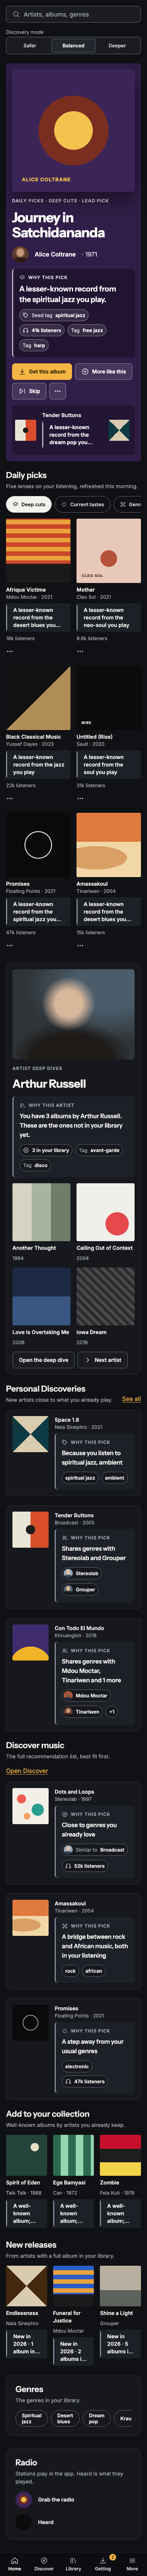 Artists, albums, genres
Discovery mode
Safer
Balanced
Deeper
ALICE COLTRANE
DAILY PICKS · DEEP CUTS · LEAD PICK
Journey in
Satchidananda
Alice Coltrane · 1971
WHY THIS PICK
A lesser-known record from
the spiritual jazz you play.
Seed tag spiritual jazz
41k listeners
Tag free jazz
Tag harp
Get this album
More like this
Skip
Tender Buttons
A lesser-known
record from the
dream pop you…
Daily picks
Five lenses on your listening, refreshed this morning.
Deep cuts
Current tastes
Genr
Afrique Victime
Mdou Moctar · 2021
A lesser-known
record from the
desert blues you…
18k listeners
CLEO SOL
Mother
Cleo Sol · 2021
A lesser-known
record from the
neo-soul you play
9.6k listeners
Black Classical Music
Yussef Dayes · 2023
A lesser-known
record from the jazz
you play
22k listeners
RISE
Untitled (Rise)
Sault · 2020
A lesser-known
record from the
soul you play
31k listeners
Promises
Floating Points · 2021
A lesser-known
record from the
spiritual jazz you…
47k listeners
Amassakoul
Tinariwen · 2004
A lesser-known
record from the
desert blues you…
15k listeners
ARTIST DEEP DIVES
Arthur Russell
WHY THIS ARTIST
You have 3 albums by Arthur Russell.
These are the ones not in your library
yet.
3 in your library
Tag avant-garde
Tag disco
Another Thought
1994
Calling Out of Context
2004
Love Is Overtaking Me
2008
Iowa Dream
2019
Open the deep dive
Next artist
Personal Discoveries
New artists close to what you already play.
See all
Space 1.8
Nala Sinephro · 2021
WHY THIS PICK
Because you listen to
spiritual jazz, ambient
spiritual jazz
ambient
Tender Buttons
Broadcast · 2005
WHY THIS PICK
Shares genres with
Stereolab and Grouper
Stereolab
Grouper
Con Todo El Mundo
Khruangbin · 2018
WHY THIS PICK
Shares genres with
Mdou Moctar,
Tinariwen and 1 more
Mdou Moctar
Tinariwen
+1
Discover music
The full recommendation list, best fit first.
Open Discover
Dots and Loops
Stereolab · 1997
WHY THIS PICK
Close to genres you
already love
Similar to Broadcast
52k listeners
Amassakoul
Tinariwen · 2004
WHY THIS PICK
A bridge between rock
and African music, both
in your listening
rock
african
Promises
Floating Points · 2021
WHY THIS PICK
A step away from your
usual genres
electronic
47k listeners
Add to your collection
Well-known albums by artists you already keep.
Spirit of Eden
Talk Talk · 1988
A well-
known
album;…
Ege Bamyasi
Can · 1972
A well-
known
album;…
Zombie
Fela Kuti · 1976
A well-
known
album;…
New releases
From artists with a full album in your library.
Endlessness
Nala Sinephro
New in
2026 · 1
album in…
Funeral for
Justice
Mdou Moctar
New in
2026 · 2
albums i…
Shine a Light
Grouper
New in
2026 · 5
albums i…
Genres
The genres in your library.
Spiritual
jazz
Desert
blues
Dream
pop
Krau
Radio
Stations play in the app. Heard is what they
played.
Grab the radio
Heard
Home
Discover
Library
2
Getting
More